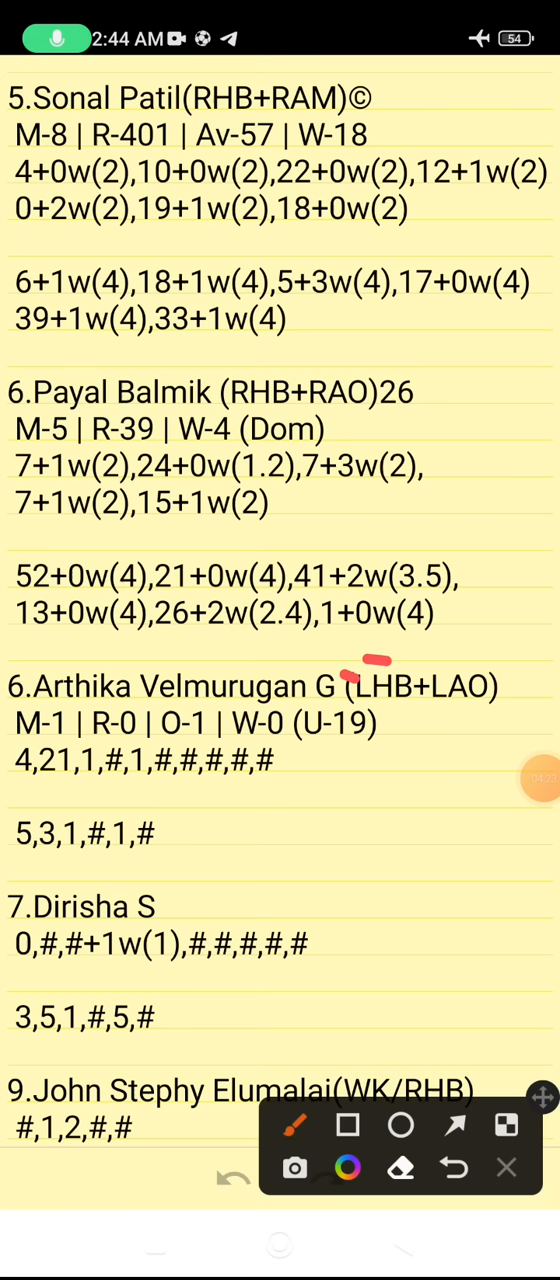 2:44 AM
54
5.Sonal Patil(RHB+RAM)©
M-8 | R-401 | Av-57 | W-18
4+0w(2),10+0w(2),22+0w(2),12+1w(2)
0+2w(2),19+1w(2),18+0w(2)
6+1w(4),18+1w(4),5+3w(4),17+0w(4)
39+1w(4),33+1w(4)
6.Payal Balmik (RHB+RAO)26
M-5 | R-39 | W-4 (Dom)
7+1w(2),24+0w(1.2),7+3w(2),
7+1w(2),15+1w(2)
52+0w(4),21+0w(4),41+2w(3.5),
13+0w(4),26+2w(2.4),1+0w(4)
6.Arthika Velmurugan G (LHB+LAO)
M-1 | R-0 | O-1 | W-0 (U-19)
4,21,1,#,1,#,#,#,#,#
04:23
5,3,1,#,1,#
7.Dirisha S
0,#,#+1w(1),#,#,#,#,#
3,5,1,#,5,#
9.John Stephy Elumalai(WK/RHB)
#,1,2,#,#